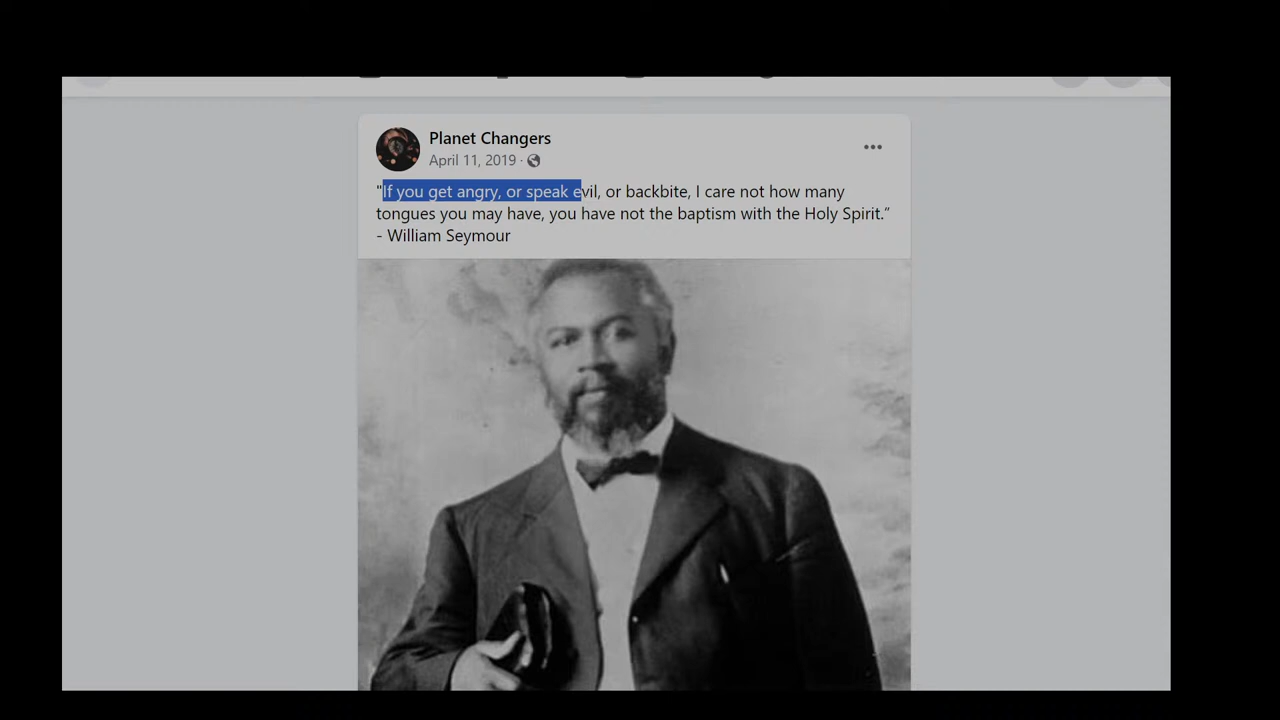 Planet Changers
April 11, 2019 ·
"If you get angry, or speak evil, or backbite, I care not how many
tongues you may have, you have not the baptism with the Holy Spirit.”
- William Seymour